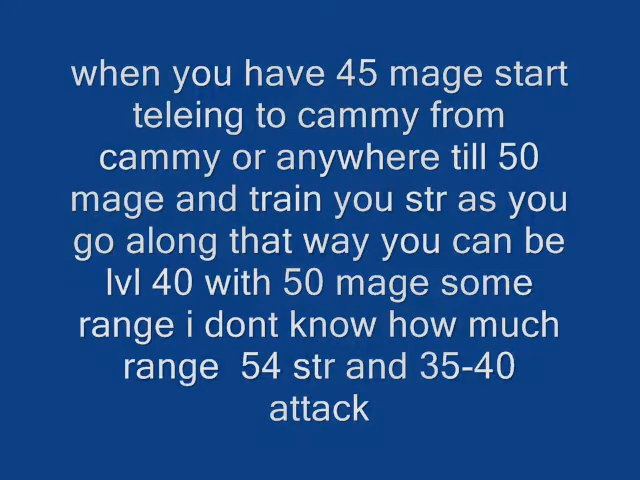 when you have 45 mage start
teleing to cammy from
cammy or anywhere till 50
mage and train you str as you
go along that way you can be
lvl 40 with 50 mage some
range i dont know how much
range  54 str and 35-40
attack